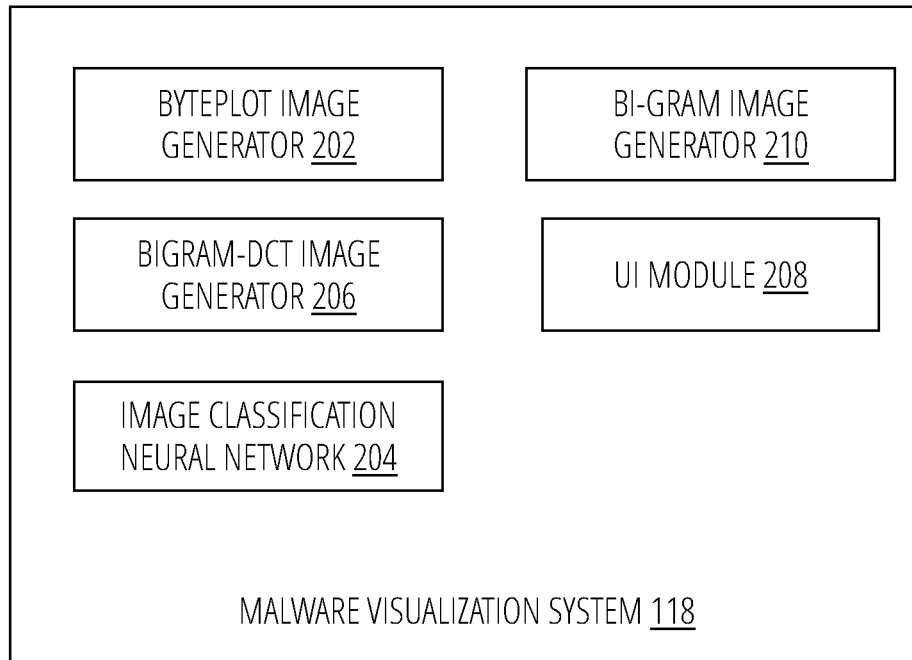 BYTEPLOT IMAGE
GENERATOR 202
BI-GRAM IMAGE
GENERATOR 210
BIGRAM-DCT IMAGE
GENERATOR 206
UI MODULE 208
IMAGE CLASSIFICATION
NEURAL NETWORK 204
MALWARE VISUALIZATION SYSTEM 118